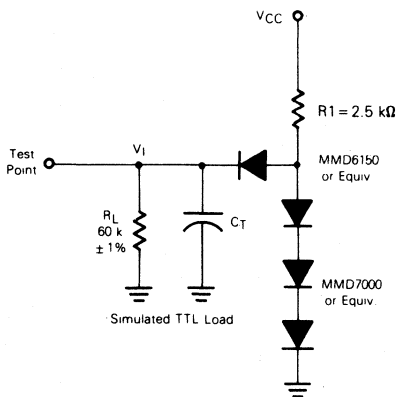 VCC
R1 = 2.5 kΩ
Test
Point
VI
MMD6150
or Equiv
RL
60 k
± 1%
CT
MMD7000
or Equiv.
Simulated TTL Load